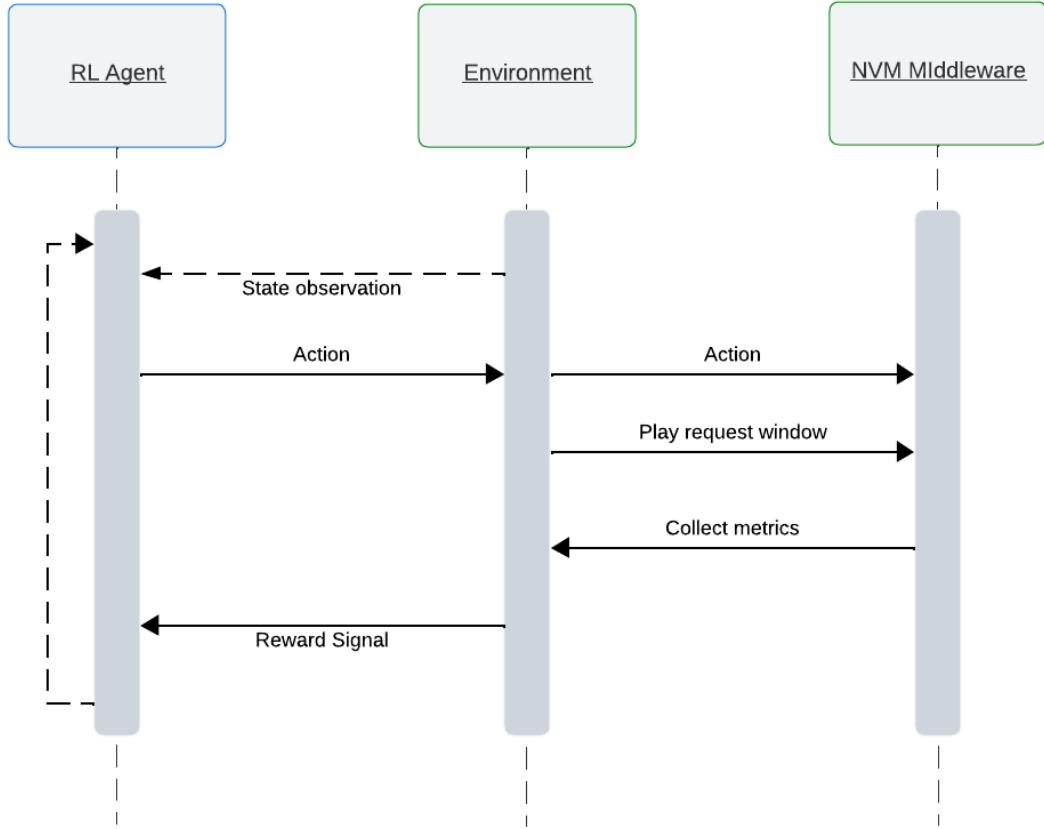 RL Agent
Environment
NVM MIddleware
State observation
Action
Action
Play request window
Collect metrics
Reward Signal